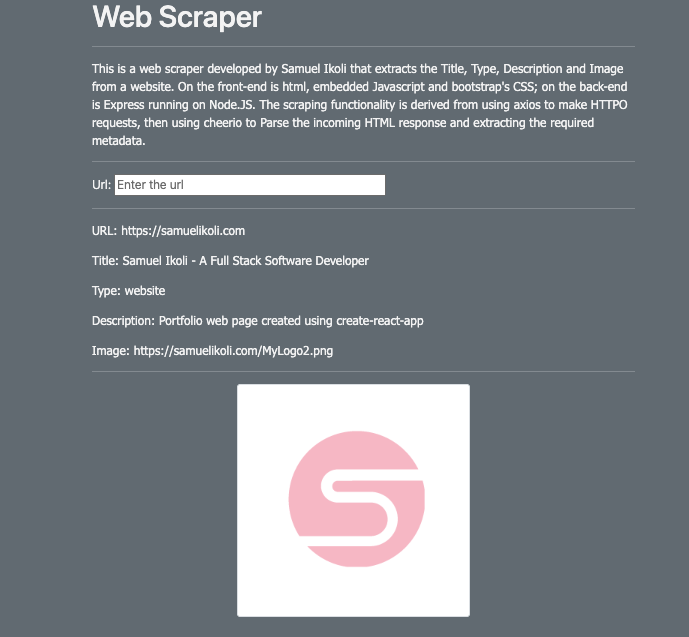 Web Scraper
This is a web scraper developed by Samuel Ikoli that extracts the Title, Type, Description and Image
from a website. On the front-end is html, embedded Javascript and bootstrap's CSS; on the back-end
is Express running on Node.JS. The scraping functionality is derived from using axios to make HTTPO
requests, then using cheerio to Parse the incoming HTML response and extracting the required
metadata.
Url: Enter the url
URL: https://samuelikoli.com
Title: Samuel Ikoli - A Full Stack Software Developer
Type: website
Description: Portfolio web page created using create-react-app
Image: https://samuelikoli.com/MyLogo2.png
S